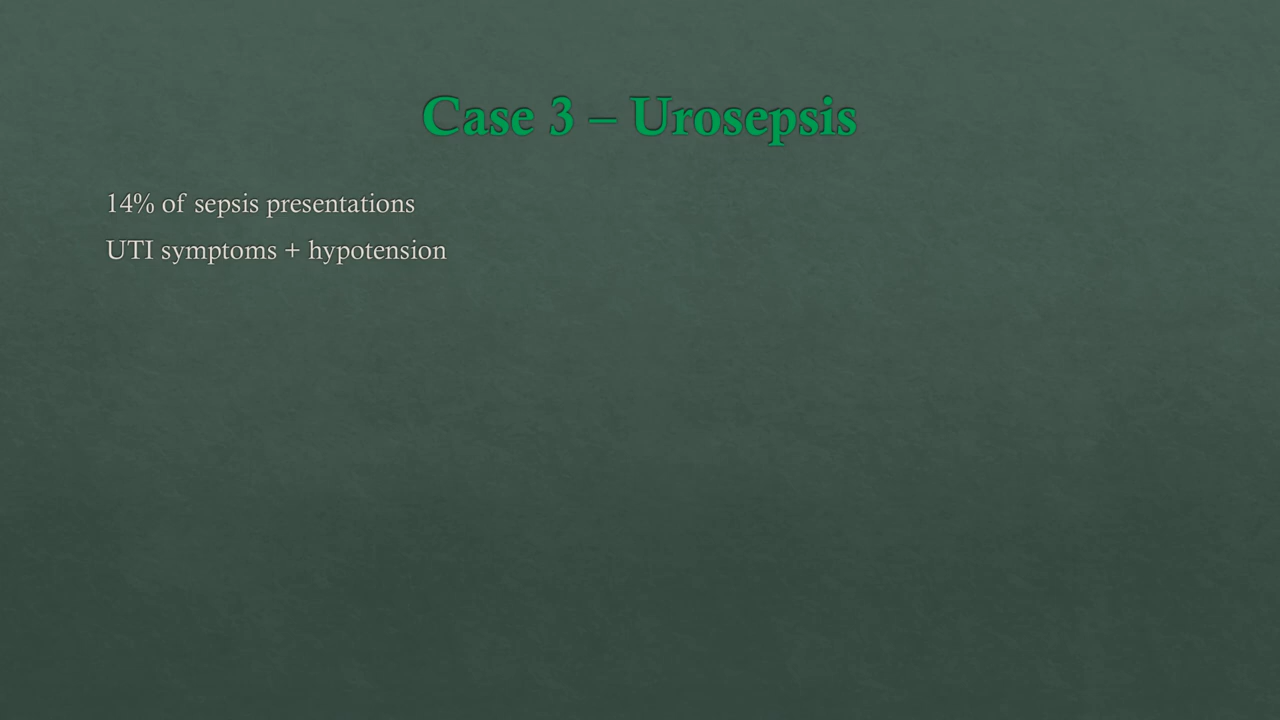 Case 3 – Urosepsis
14% of sepsis presentations
UTI symptoms + hypotension